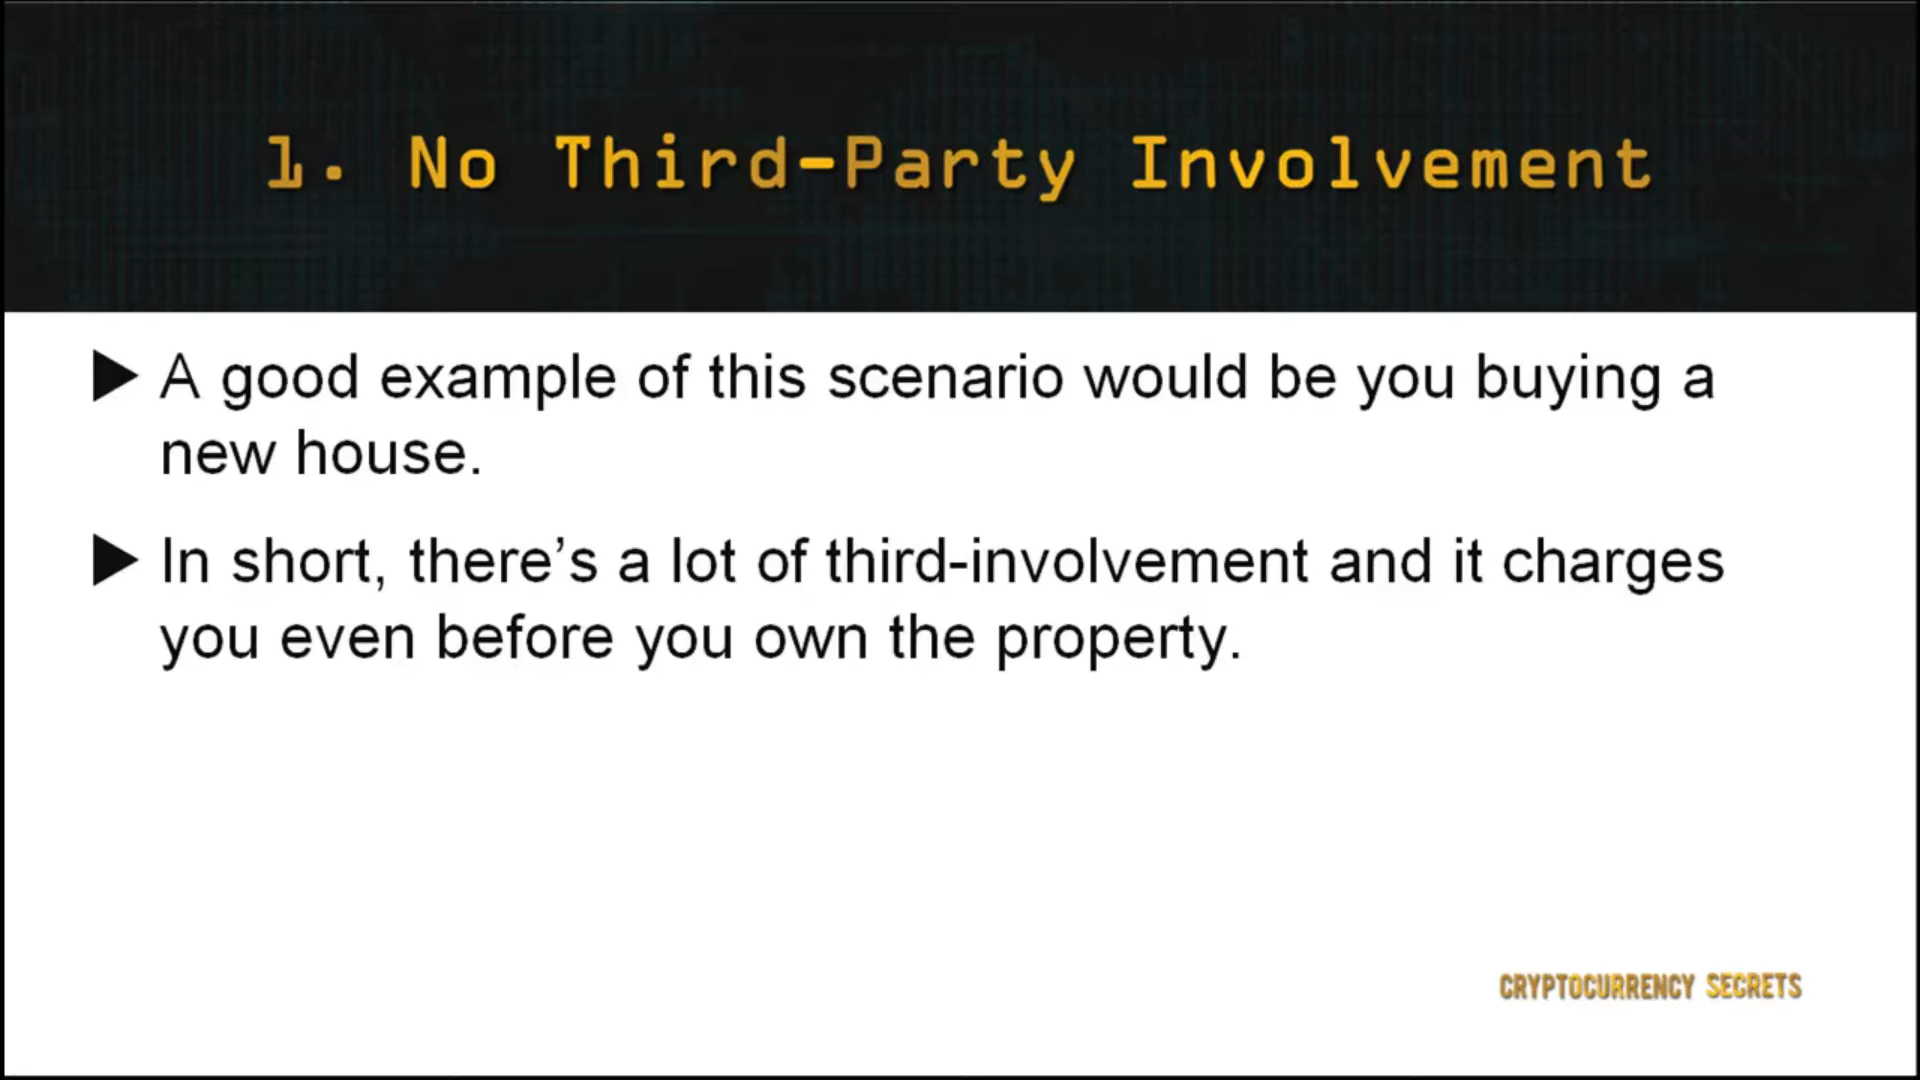 1. No Third-Party Involvement
▶ A good example of this scenario would be you buying a
new house.
▶ In short, there’s a lot of third-involvement and it charges
you even before you own the property.
CRYPTOCURRENCY SECRETS